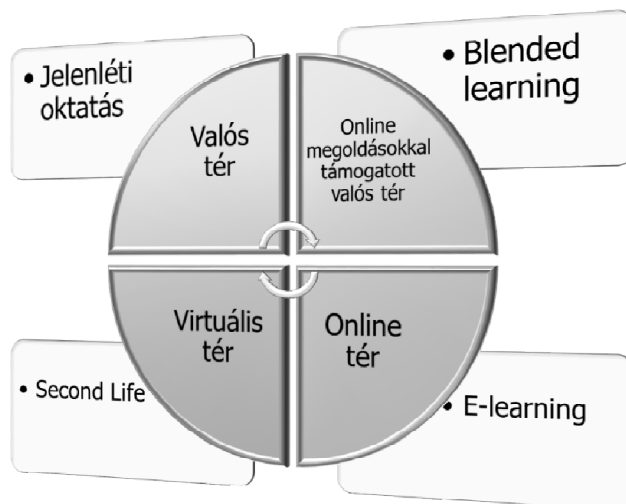 • Jelenléti
oktatás
• Blended
learning
Valós
tér
Online
megoldásokkal
támogatott
valós tér
Virtuális
tér
Online
tér
• Second Life
• E-learning